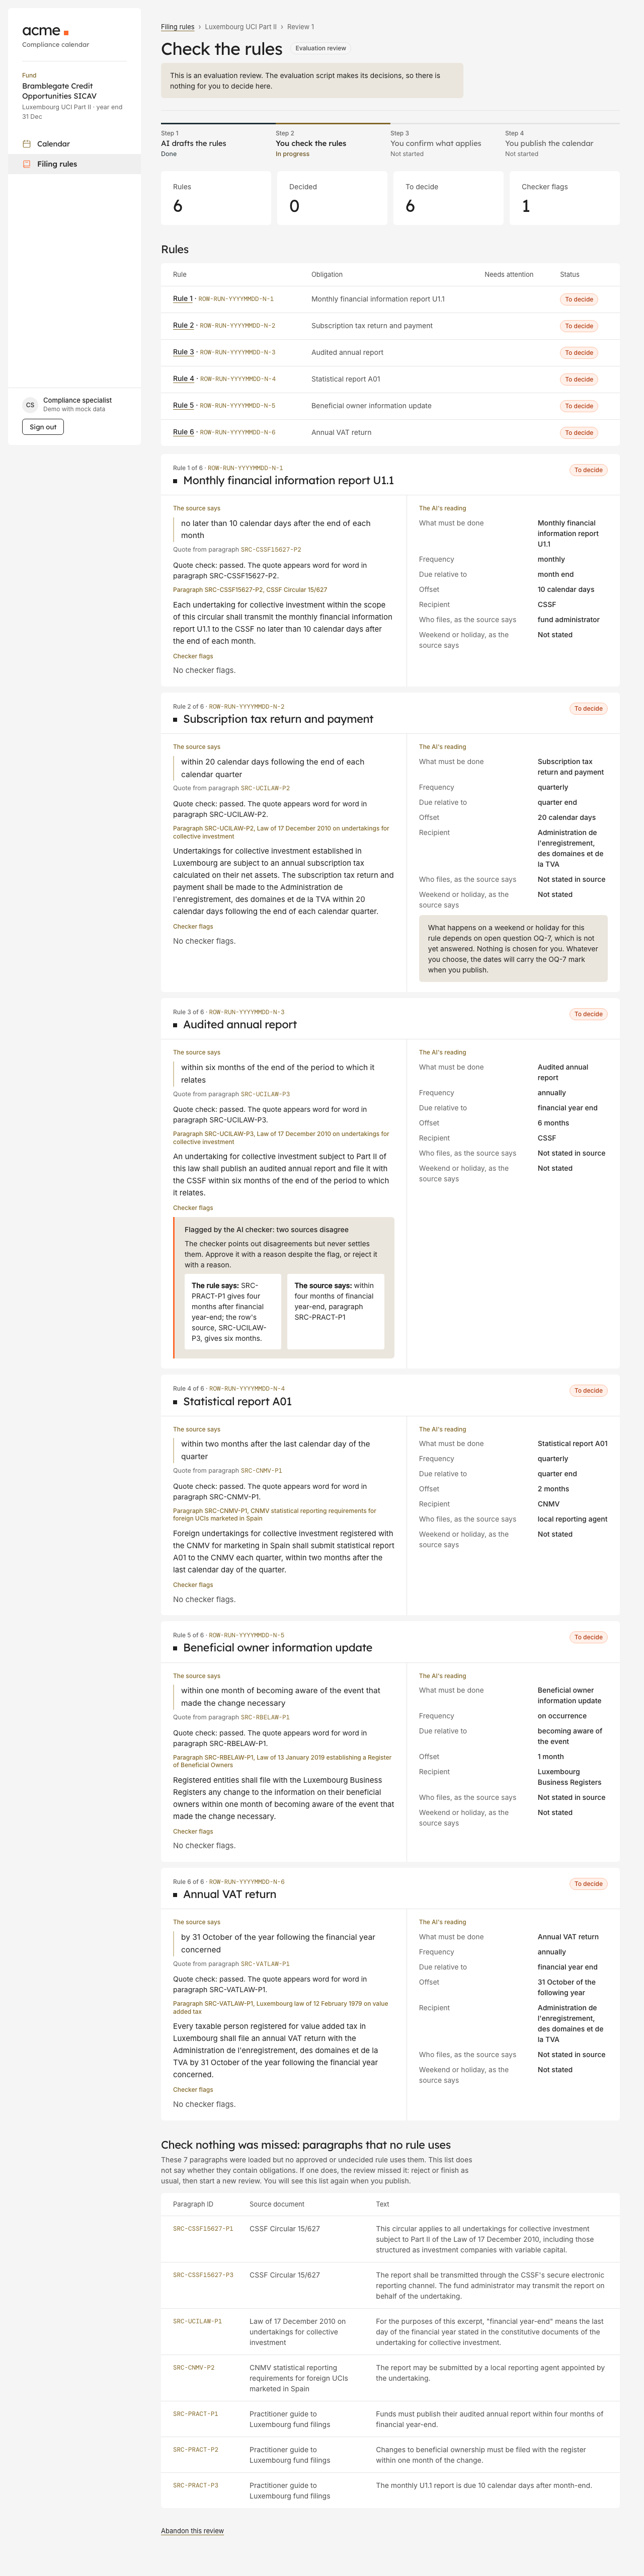 acme
Compliance calendar
Fund
Bramblegate Credit
Opportunities SICAV
Luxembourg UCI Part II · year end
31 Dec
Calendar
Filing rules
CS
Compliance specialist
Demo with mock data
Sign out
Filing rules › Luxembourg UCI Part II › Review 1
Check the rules
Evaluation review
This is an evaluation review. The evaluation script makes its decisions, so there is
nothing for you to decide here.
Step 1
AI drafts the rules
Done
Step 2
You check the rules
In progress
Step 3
You confirm what applies
Not started
Step 4
You publish the calendar
Not started
Rules
6
Decided
0
To decide
6
Checker flags
1
Rules
Rule Obligation Needs attention Status
Rule 1 · ROW-RUN-YYYYMMDD-N-1 Monthly financial information report U1.1 To decide
Rule 2 · ROW-RUN-YYYYMMDD-N-2 Subscription tax return and payment To decide
Rule 3 · ROW-RUN-YYYYMMDD-N-3 Audited annual report To decide
Rule 4 · ROW-RUN-YYYYMMDD-N-4 Statistical report A01 To decide
Rule 5 · ROW-RUN-YYYYMMDD-N-5 Beneficial owner information update To decide
Rule 6 · ROW-RUN-YYYYMMDD-N-6 Annual VAT return To decide
Rule 1 of 6 · ROW-RUN-YYYYMMDD-N-1
Monthly financial information report U1.1
To decide
The source says
no later than 10 calendar days after the end of each
month
Quote from paragraph SRC-CSSF15627-P2
Quote check: passed. The quote appears word for word in
paragraph SRC-CSSF15627-P2.
Paragraph SRC-CSSF15627-P2, CSSF Circular 15/627
Each undertaking for collective investment within the scope
of this circular shall transmit the monthly financial information
report U1.1 to the CSSF no later than 10 calendar days after
the end of each month.
Checker flags
No checker flags.
The AI's reading
What must be done Monthly financial
information report
U1.1
Frequency monthly
Due relative to month end
Offset 10 calendar days
Recipient CSSF
Who files, as the source says fund administrator
Weekend or holiday, as the Not stated
source says
Rule 2 of 6 · ROW-RUN-YYYYMMDD-N-2
Subscription tax return and payment
To decide
The source says
within 20 calendar days following the end of each
calendar quarter
Quote from paragraph SRC-UCILAW-P2
Quote check: passed. The quote appears word for word in
paragraph SRC-UCILAW-P2.
Paragraph SRC-UCILAW-P2, Law of 17 December 2010 on undertakings for
collective investment
Undertakings for collective investment established in
Luxembourg are subject to an annual subscription tax
calculated on their net assets. The subscription tax return and
payment shall be made to the Administration de
l'enregistrement, des domaines et de la TVA within 20
calendar days following the end of each calendar quarter.
Checker flags
No checker flags.
The AI's reading
What must be done Subscription tax
return and payment
Frequency quarterly
Due relative to quarter end
Offset 20 calendar days
Recipient Administration de
l'enregistrement,
des domaines et de
la TVA
Who files, as the source says Not stated in source
Weekend or holiday, as the Not stated
source says
What happens on a weekend or holiday for this
rule depends on open question OQ-7, which is not
yet answered. Nothing is chosen for you. Whatever
you choose, the dates will carry the OQ-7 mark
when you publish.
Rule 3 of 6 · ROW-RUN-YYYYMMDD-N-3
Audited annual report
To decide
The source says
within six months of the end of the period to which it
relates
Quote from paragraph SRC-UCILAW-P3
Quote check: passed. The quote appears word for word in
paragraph SRC-UCILAW-P3.
Paragraph SRC-UCILAW-P3, Law of 17 December 2010 on undertakings for
collective investment
An undertaking for collective investment subject to Part II of
this law shall publish an audited annual report and file it with
the CSSF within six months of the end of the period to which
it relates.
Checker flags
Flagged by the AI checker: two sources disagree
The checker points out disagreements but never settles
them. Approve it with a reason despite the flag, or reject it
with a reason.
The rule says: SRC-
PRACT-P1 gives four
months after financial
year-end; the row's
source, SRC-UCILAW-
P3, gives six months.
The source says: within
four months of financial
year-end, paragraph
SRC-PRACT-P1
The AI's reading
What must be done Audited annual
report
Frequency annually
Due relative to financial year end
Offset 6 months
Recipient CSSF
Who files, as the source says Not stated in source
Weekend or holiday, as the Not stated
source says
Rule 4 of 6 · ROW-RUN-YYYYMMDD-N-4
Statistical report A01
To decide
The source says
within two months after the last calendar day of the
quarter
Quote from paragraph SRC-CNMV-P1
Quote check: passed. The quote appears word for word in
paragraph SRC-CNMV-P1.
Paragraph SRC-CNMV-P1, CNMV statistical reporting requirements for
foreign UCIs marketed in Spain
Foreign undertakings for collective investment registered with
the CNMV for marketing in Spain shall submit statistical report
A01 to the CNMV each quarter, within two months after the
last calendar day of the quarter.
Checker flags
No checker flags.
The AI's reading
What must be done Statistical report A01
Frequency quarterly
Due relative to quarter end
Offset 2 months
Recipient CNMV
Who files, as the source says local reporting agent
Weekend or holiday, as the Not stated
source says
Rule 5 of 6 · ROW-RUN-YYYYMMDD-N-5
Beneficial owner information update
To decide
The source says
within one month of becoming aware of the event that
made the change necessary
Quote from paragraph SRC-RBELAW-P1
Quote check: passed. The quote appears word for word in
paragraph SRC-RBELAW-P1.
Paragraph SRC-RBELAW-P1, Law of 13 January 2019 establishing a Register
of Beneficial Owners
Registered entities shall file with the Luxembourg Business
Registers any change to the information on their beneficial
owners within one month of becoming aware of the event that
made the change necessary.
Checker flags
No checker flags.
The AI's reading
What must be done Beneficial owner
information update
Frequency on occurrence
Due relative to becoming aware of
the event
Offset 1 month
Recipient Luxembourg
Business Registers
Who files, as the source says Not stated in source
Weekend or holiday, as the Not stated
source says
Rule 6 of 6 · ROW-RUN-YYYYMMDD-N-6
Annual VAT return
To decide
The source says
by 31 October of the year following the financial year
concerned
Quote from paragraph SRC-VATLAW-P1
Quote check: passed. The quote appears word for word in
paragraph SRC-VATLAW-P1.
Paragraph SRC-VATLAW-P1, Luxembourg law of 12 February 1979 on value
added tax
Every taxable person registered for value added tax in
Luxembourg shall file an annual VAT return with the
Administration de l'enregistrement, des domaines et de la
TVA by 31 October of the year following the financial year
concerned.
Checker flags
No checker flags.
The AI's reading
What must be done Annual VAT return
Frequency annually
Due relative to financial year end
Offset 31 October of the
following year
Recipient Administration de
l'enregistrement,
des domaines et de
la TVA
Who files, as the source says Not stated in source
Weekend or holiday, as the Not stated
source says
Check nothing was missed: paragraphs that no rule uses
These 7 paragraphs were loaded but no approved or undecided rule uses them. This list does
not say whether they contain obligations. If one does, the review missed it: reject or finish as
usual, then start a new review. You will see this list again when you publish.
Paragraph ID Source document Text
SRC-CSSF15627-P1 CSSF Circular 15/627 This circular applies to all undertakings for collective investment
subject to Part II of the Law of 17 December 2010, including those
structured as investment companies with variable capital.
SRC-CSSF15627-P3 CSSF Circular 15/627 The report shall be transmitted through the CSSF's secure electronic
reporting channel. The fund administrator may transmit the report on
behalf of the undertaking.
SRC-UCILAW-P1 Law of 17 December 2010 on For the purposes of this excerpt, "financial year-end" means the last
undertakings for collective day of the financial year stated in the constitutive documents of the
investment undertaking for collective investment.
SRC-CNMV-P2 CNMV statistical reporting The report may be submitted by a local reporting agent appointed by
requirements for foreign UCIs the undertaking.
marketed in Spain
SRC-PRACT-P1 Practitioner guide to Funds must publish their audited annual report within four months of
Luxembourg fund filings financial year-end.
SRC-PRACT-P2 Practitioner guide to Changes to beneficial ownership must be filed with the register
Luxembourg fund filings within one month of the change.
SRC-PRACT-P3 Practitioner guide to The monthly U1.1 report is due 10 calendar days after month-end.
Luxembourg fund filings
Abandon this review